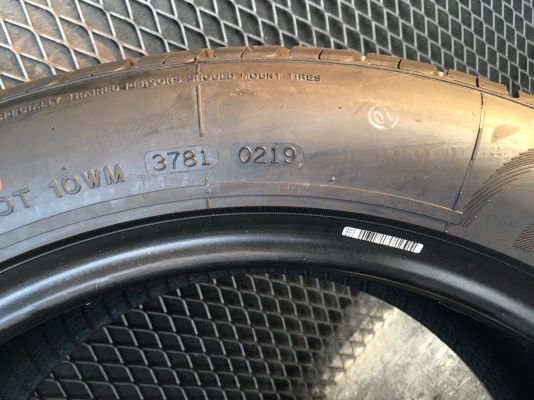 SPECIALLY TRAINED PERSONS SHOULD MOUNT TIRES.
DOT 10WM 3781 0219